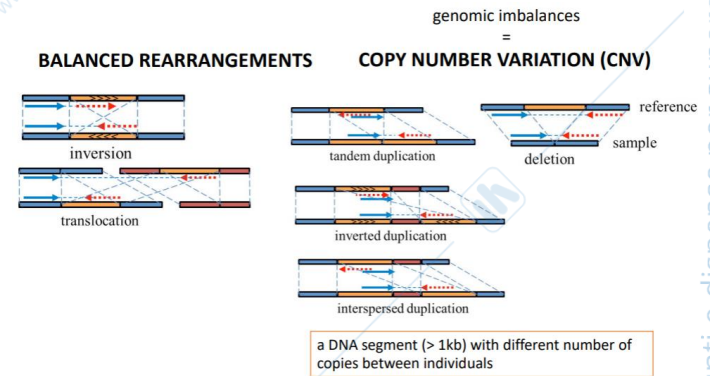 genomic imbalances
=
BALANCED REARRANGEMENTS
COPY NUMBER VARIATION (CNV)
inversion
translocation
tandem duplication
reference
sample
deletion
inverted duplication
interspersed duplication
a DNA segment (> 1kb) with different number of
copies between individuals